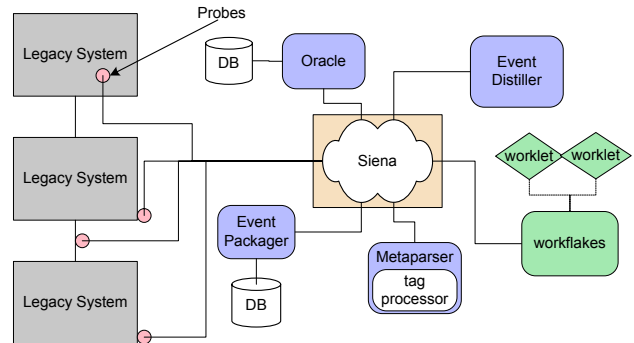 Probes
Legacy System
DB
Oracle
Event
Distiller
Siena
worklet
worklet
Legacy System
Event
Packager
Metaparser
tag
processor
workflakes
Legacy System
DB